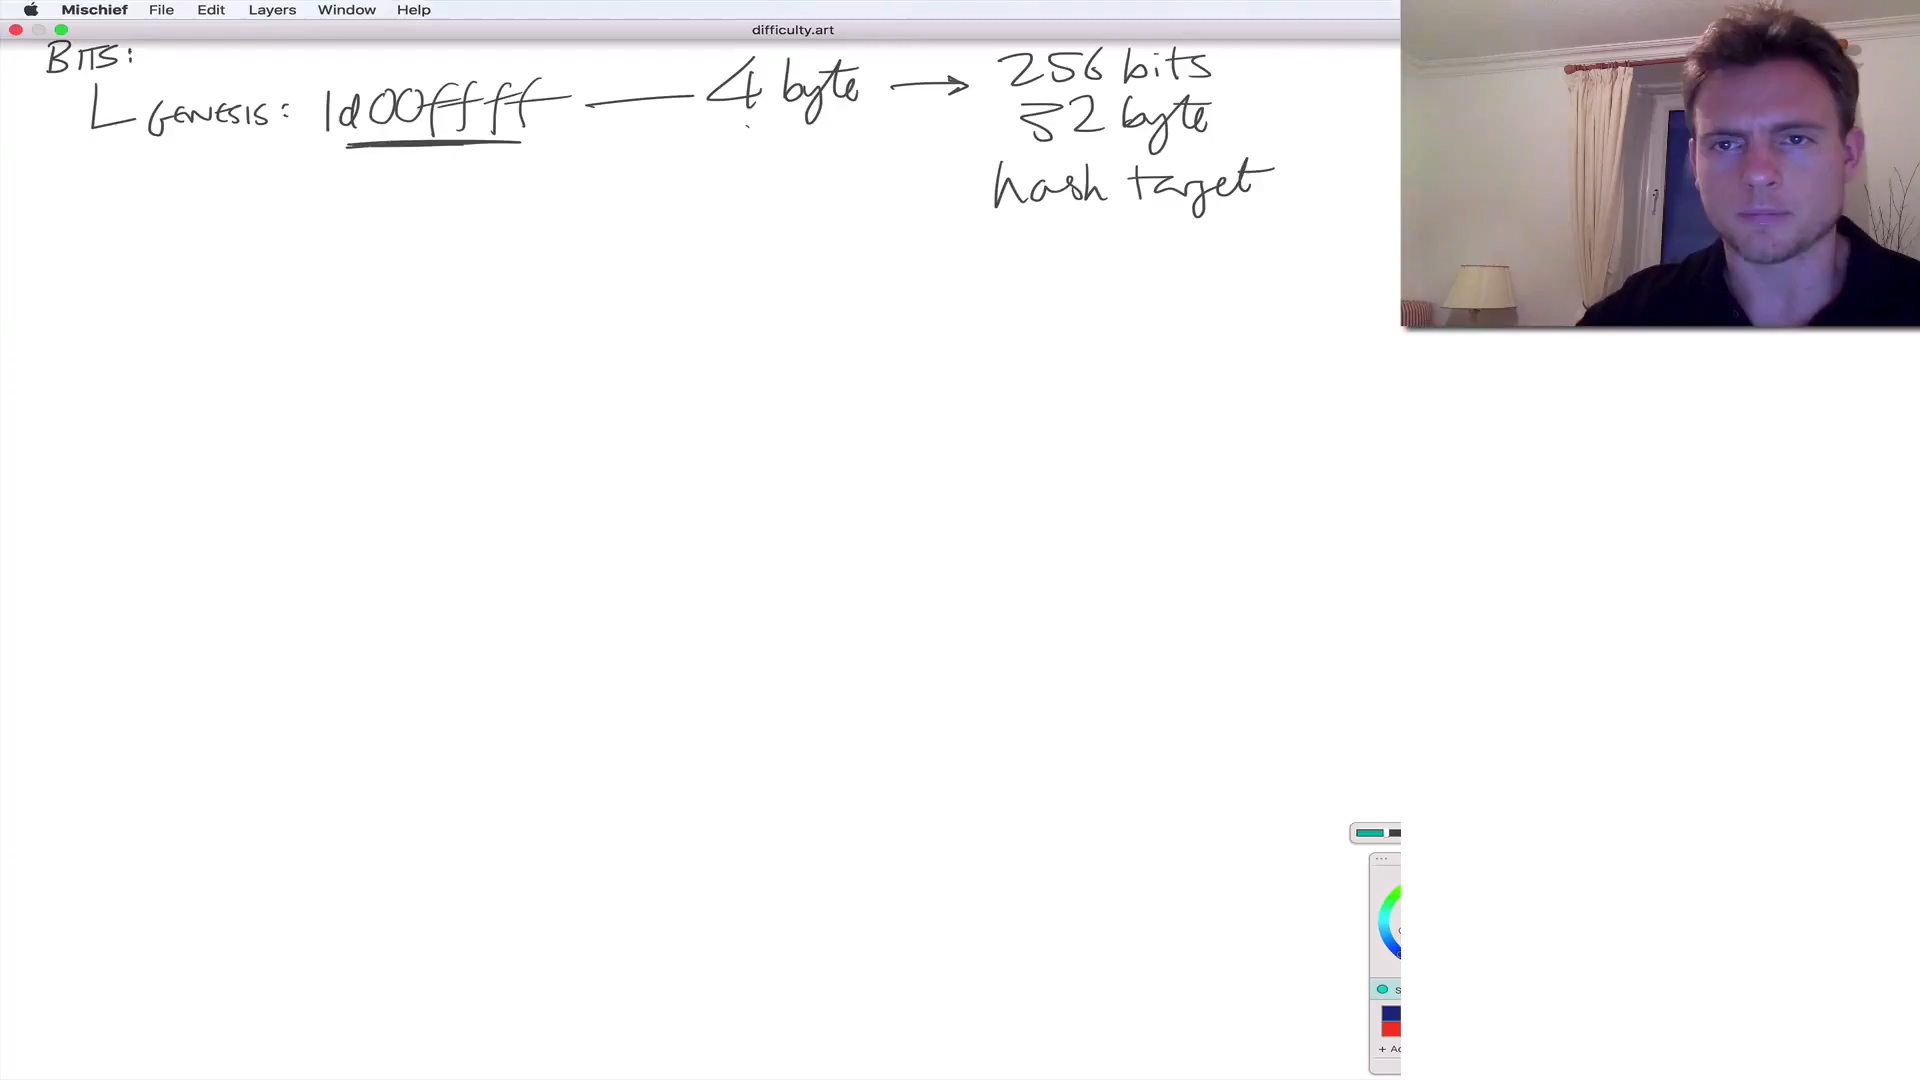 Mischief File Edit Layers Window Help
difficulty.art
BITS:
GENESIS: 1d00ffff 4 byte → 256 bits
32 byte
hash target